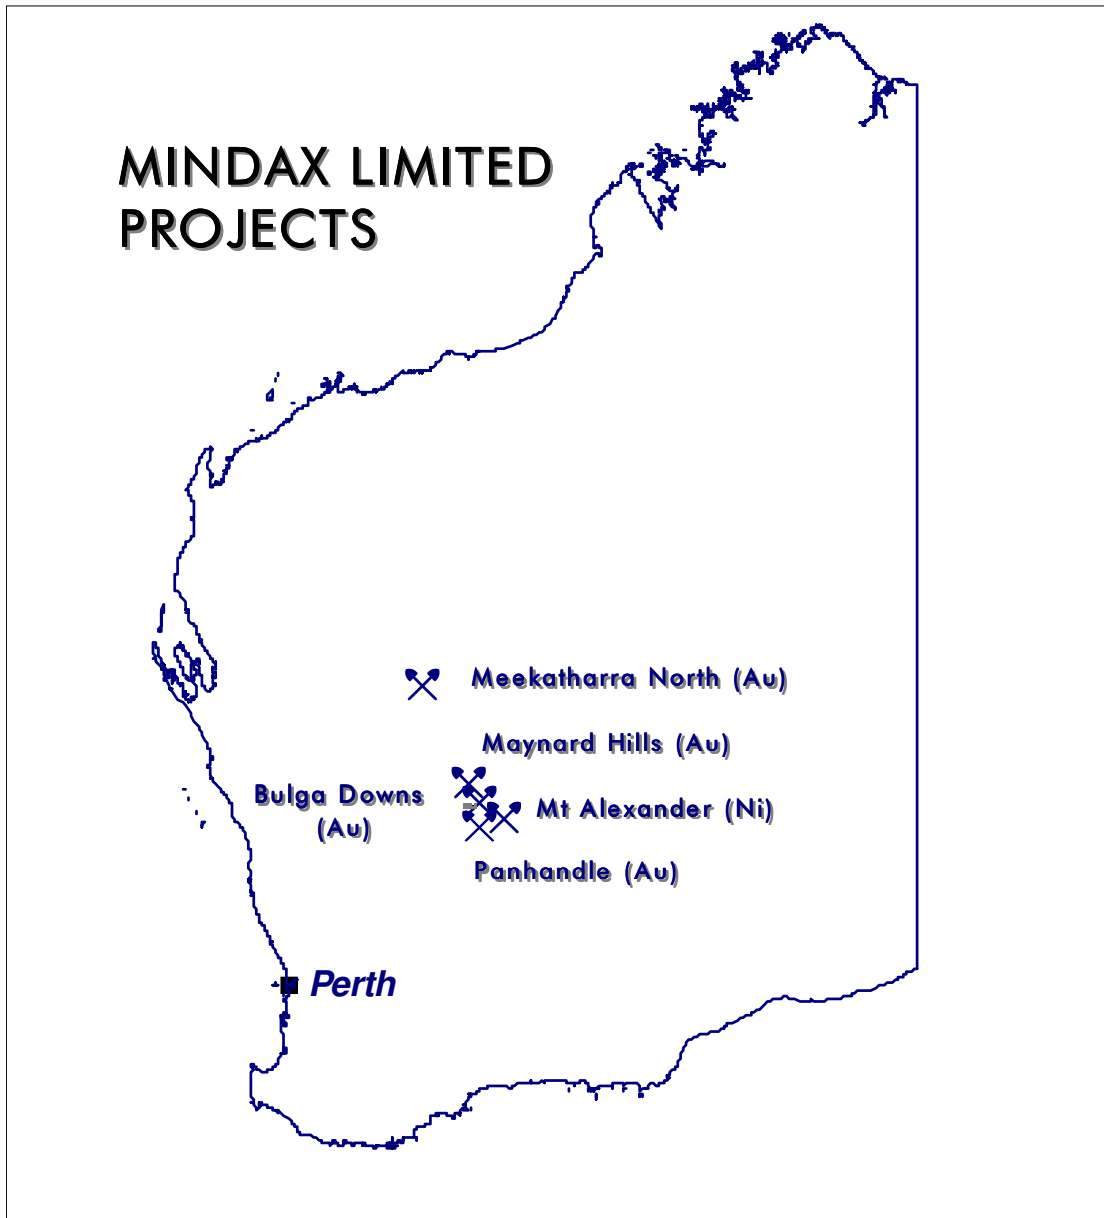 MINDAX LIMITED
PROJECTS
Meekatharra North (Au)
Maynard Hills (Au)
Bulga Downs
(Au)
Mt Alexander (Ni)
Panhandle (Au)
Perth